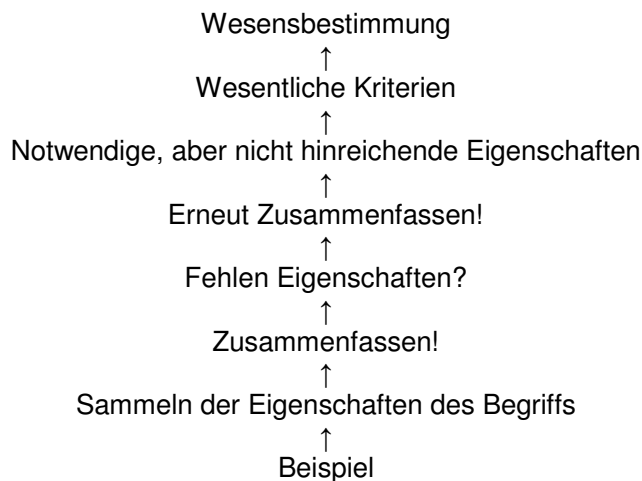 Wesensbestimmung
↑
Wesentliche Kriterien
↑
Notwendige, aber nicht hinreichende Eigenschaften
↑
Erneut Zusammenfassen!
↑
Fehlen Eigenschaften?
↑
Zusammenfassen!
↑
Sammeln der Eigenschaften des Begriffs
↑
Beispiel